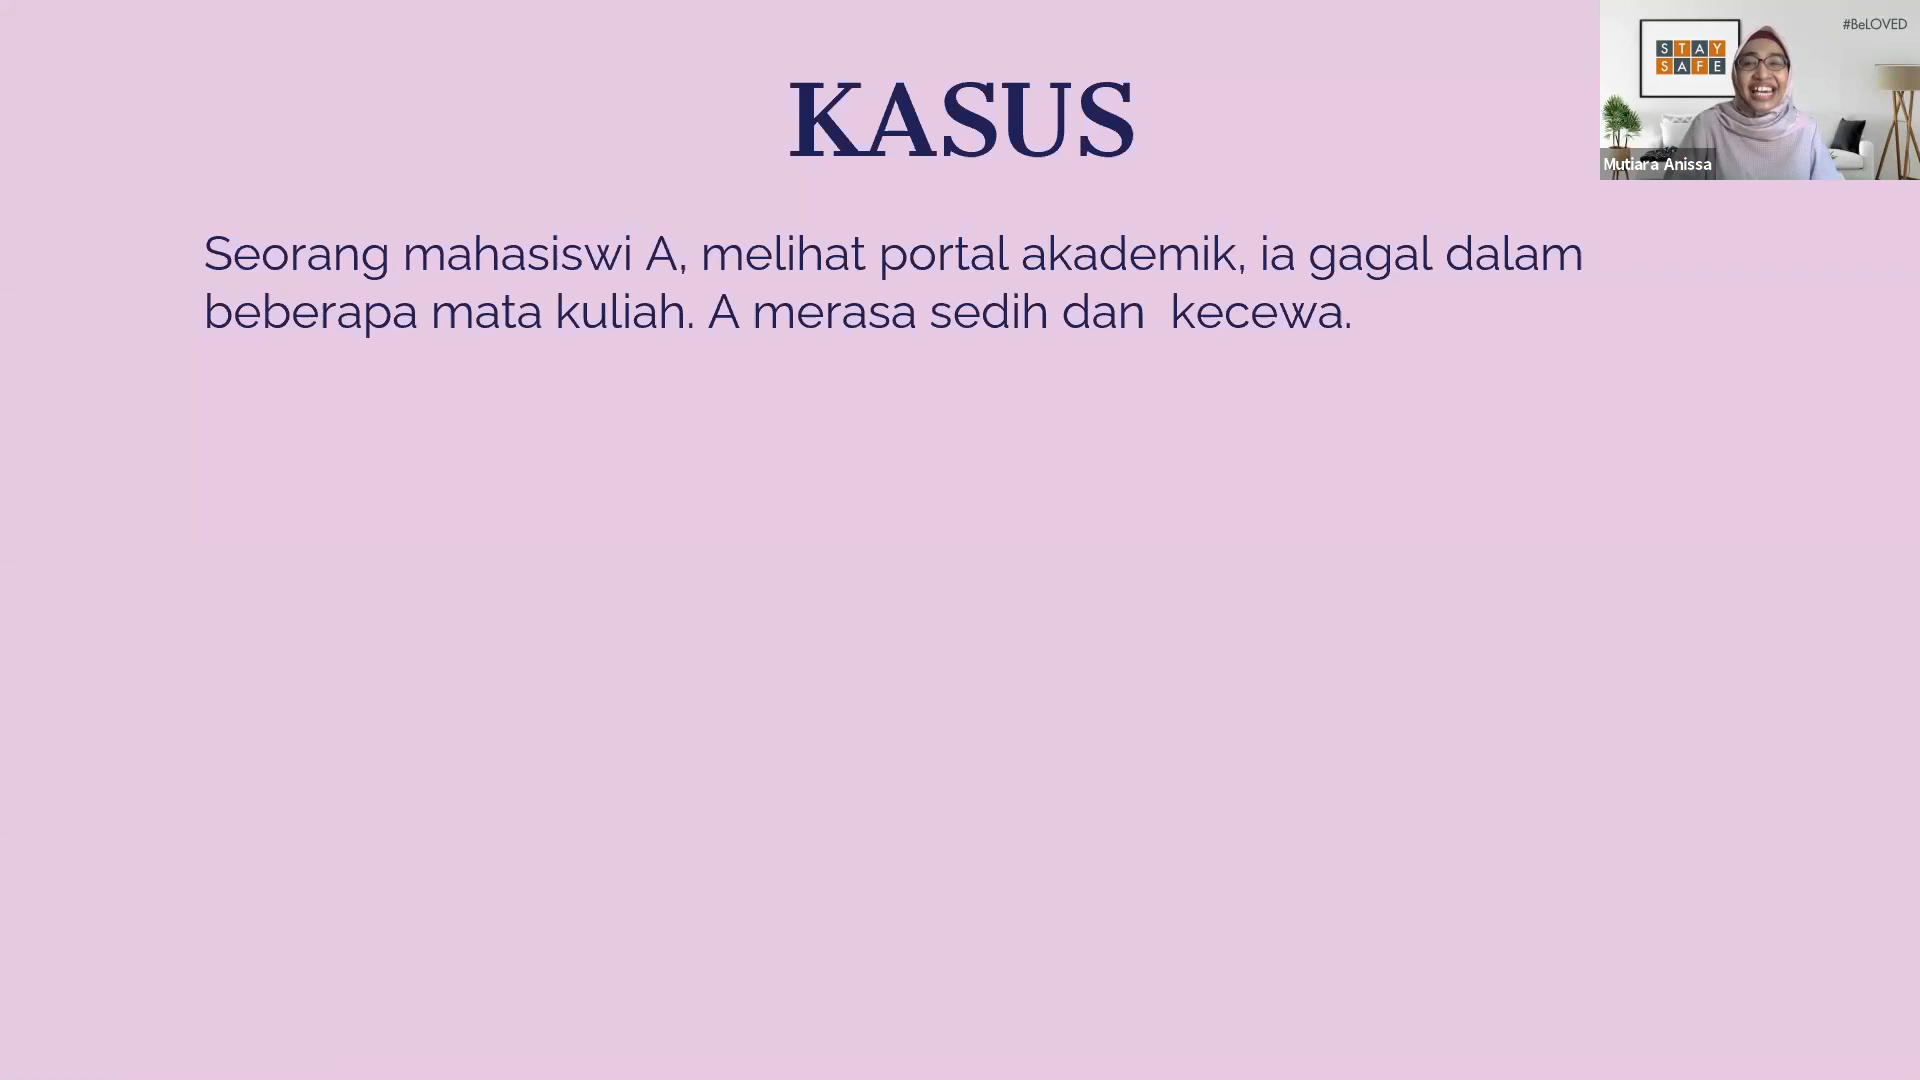 KASUS
Seorang mahasiswi A, melihat portal akademik, ia gagal dalam
beberapa mata kuliah. A merasa sedih dan  kecewa.
#BeLOVED
STAY
SAFE
Mutiara Anissa